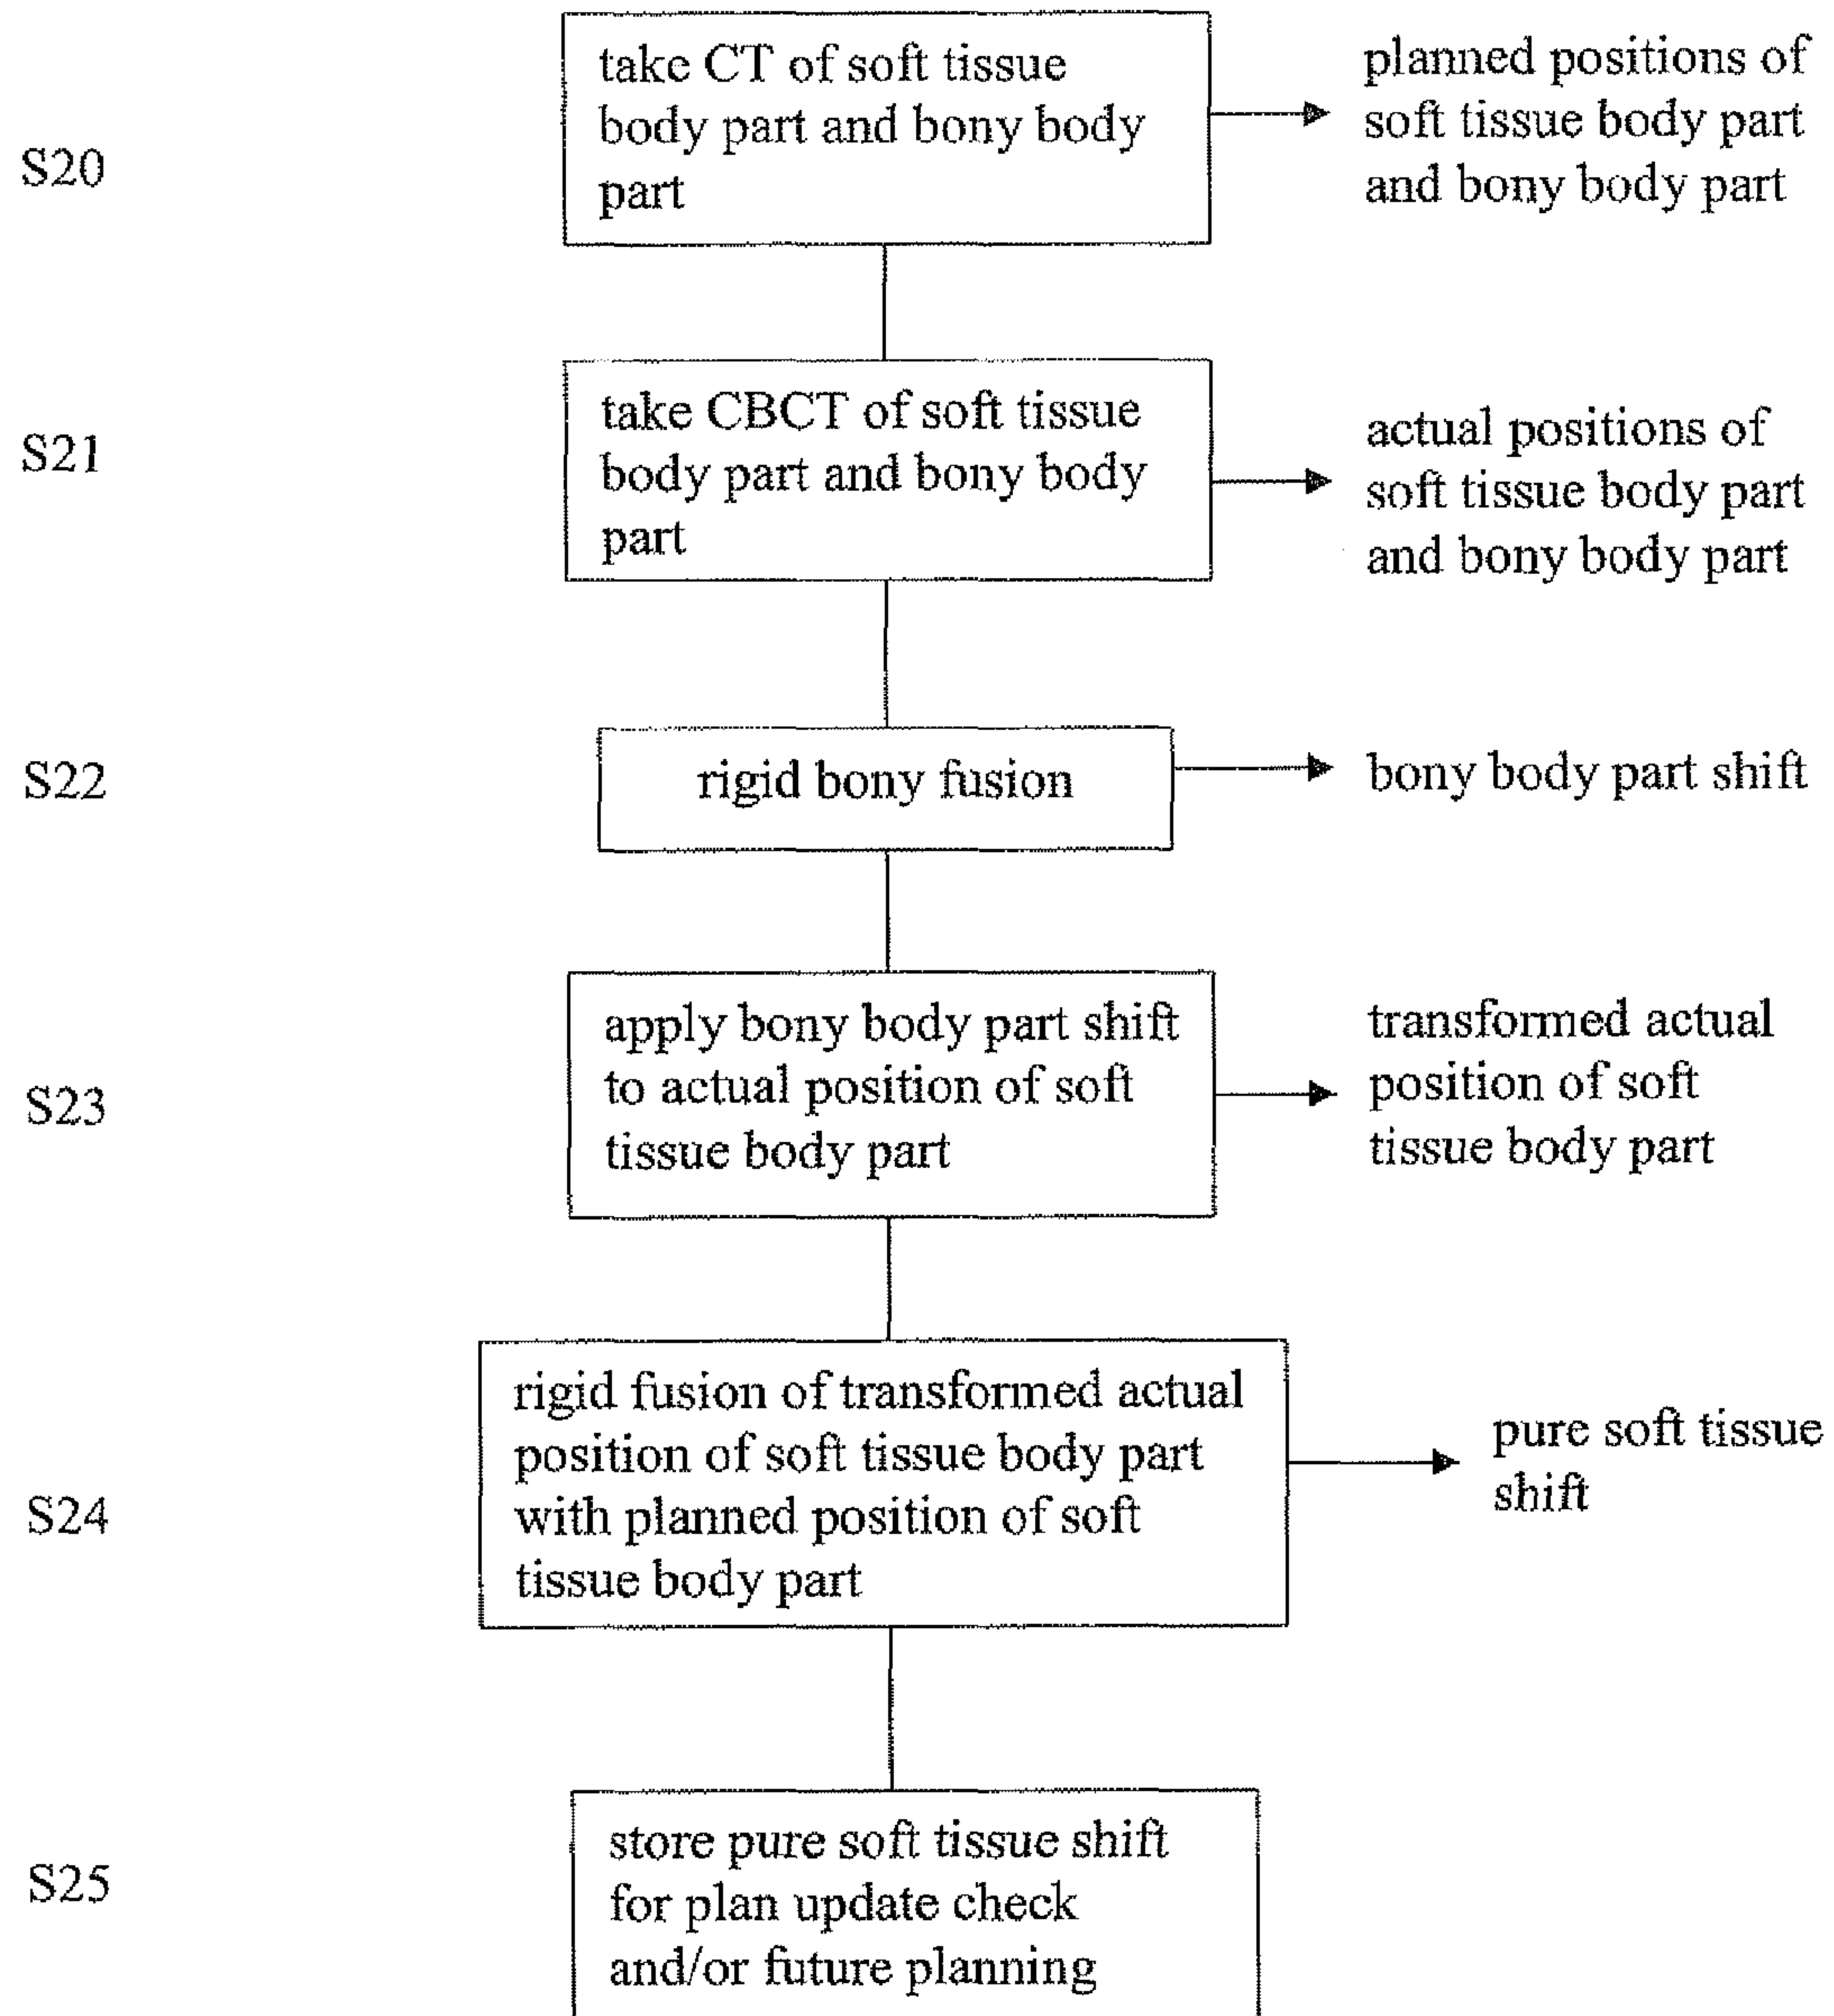 S20
take CT of soft tissue
body part and bony body
part
planned positions of
soft tissue body part
and bony body part
S21
take CBCT of soft tissue
body part and bony body
part
actual positions of
soft tissue body part
and bony body part
S22
rigid bony fusion
bony body part shift
S23
apply bony body part shift
to actual position of soft
tissue body part
transformed actual
position of soft
tissue body part
S24
rigid fusion of transformed actual
position of soft tissue body part
with planned position of soft
tissue body part
pure soft tissue
shift
S25
store pure soft tissue shift
for plan update check
and/or future planning